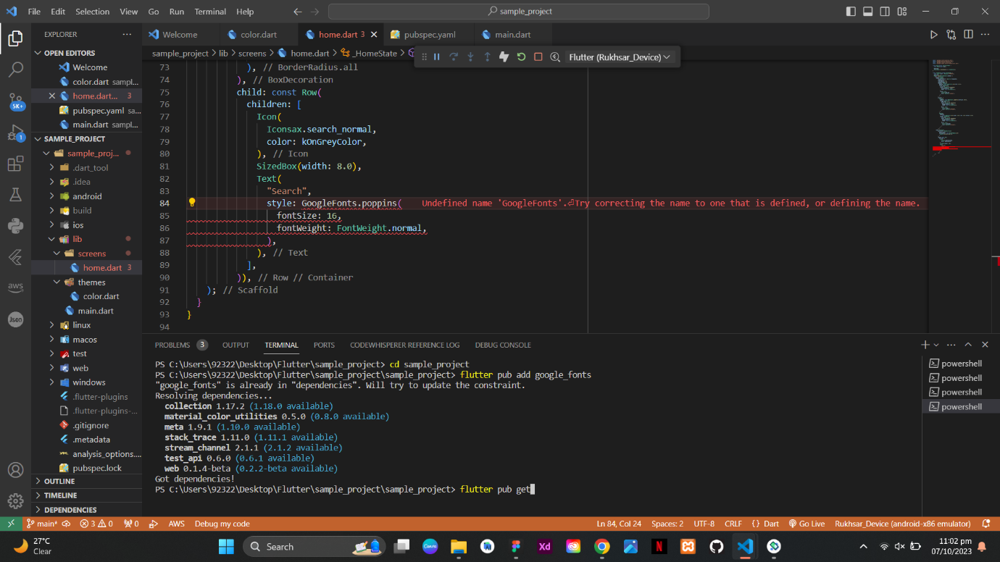 File Edit Selection View Go Run Terminal Help
sample_project
EXPLORER
OPEN EDITORS
Welcome
color.dart sampl...
home.dart... 3
pubspec.yaml sa...
main.dart sampl...
SAMPLE_PROJECT
sample_proj...
.dart_tool
.idea
android
build
ios
lib
screens
home.dart 3
themes
color.dart
main.dart
linux
macos
test
web
windows
.flutter-plugins
.flutter-plugins-...
.gitignore
.metadata
analysis_options....
pubspec.lock
OUTLINE
TIMELINE
DEPENDENCIES
5K+
1
aws
Json
Welcome color.dart home.dart 3 pubspec.yaml main.dart
sample_project > lib > screens > home.dart > _HomeState >
Flutter (Rukhsar_Device)
73 ), // BorderRadius.all
74 ), // BoxDecoration
75 child: const Row(
76 children: [
77 Icon(
78 Iconsax.search_normal,
79 color: kOnGreyColor,
80 ), // Icon
81 SizedBox(width: 8.0),
82 Text(
83 "Search",
84 style: GoogleFonts.poppins( Undefined name 'GoogleFonts'.⏎Try correcting the name to one that is defined, or defining the name.
85 fontSize: 16,
86 fontWeight: FontWeight.normal,
87 ),
88 ), // Text
89 ],
90 )), // Row // Container
91 ); // Scaffold
92 }
93 }
94
PROBLEMS 3 OUTPUT TERMINAL PORTS CODEWHISPERER REFERENCE LOG DEBUG CONSOLE
PS C:\Users\92322\Desktop\Flutter\sample_project> cd sample_project
PS C:\Users\92322\Desktop\Flutter\sample_project\sample_project> flutter pub add google_fonts
"google_fonts" is already in "dependencies". Will try to update the constraint.
Resolving dependencies...
collection 1.17.2 (1.18.0 available)
material_color_utilities 0.5.0 (0.8.0 available)
meta 1.9.1 (1.10.0 available)
stack_trace 1.11.0 (1.11.1 available)
stream_channel 2.1.1 (2.1.2 available)
test_api 0.6.0 (0.6.1 available)
web 0.1.4-beta (0.2.2-beta available)
Got dependencies!
PS C:\Users\92322\Desktop\Flutter\sample_project\sample_project> flutter pub get
powershell
powershell
powershell
powershell
main* 3 0 0 AWS Debug my code Ln 84, Col 24 Spaces: 2 UTF-8 CRLF {} Dart Go Live Rukhsar_Device (android-x86 emulator)
27°C
Clear
Search
Canva
Xd
N
11:02 pm
07/10/2023